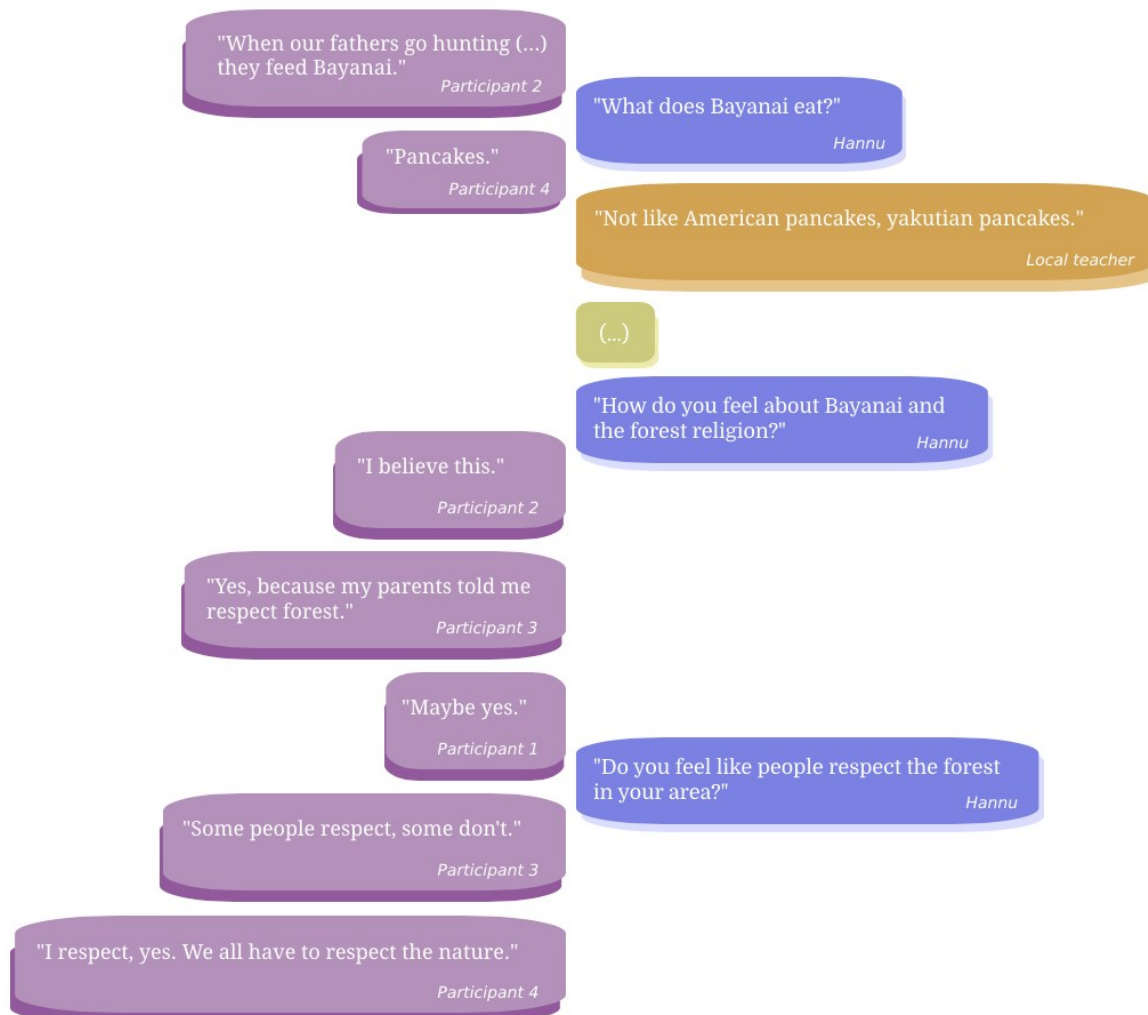 "When our fathers go hunting (...)
they feed Bayanai."
Participant 2
"What does Bayanai eat?"
Hannu
"Pancakes."
Participant 4
"Not like American pancakes, yakutian pancakes."
Local teacher
(...)
"How do you feel about Bayanai and
the forest religion?"
Hannu
"I believe this."
Participant 2
"Yes, because my parents told me
respect forest."
Participant 3
"Maybe yes."
Participant 1
"Do you feel like people respect the forest
in your area?"
Hannu
"Some people respect, some don't."
Participant 3
"I respect, yes. We all have to respect the nature."
Participant 4